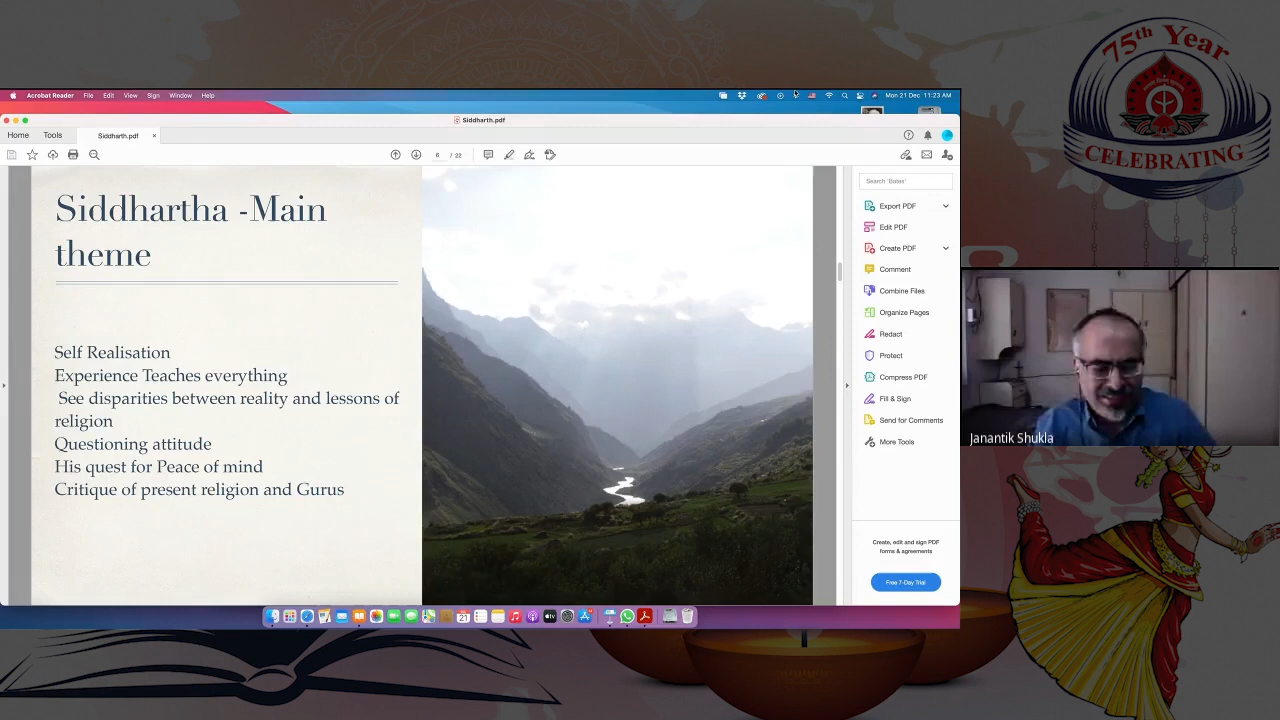 75th Year
CELEBRATING
Acrobat Reader File Edit View Sign Window Help
Mon 21 Dec 11:23 AM
Siddharth.pdf
Home Tools Siddharth.pdf ×
6 / 22
Siddhartha -Main
theme
Self Realisation
Experience Teaches everything
See disparities between reality and lessons of
religion
Questioning attitude
His quest for Peace of mind
Critique of present religion and Gurus
Search 'Bates'
Export PDF
Edit PDF
Create PDF
Comment
Combine Files
Organize Pages
Redact
Protect
Compress PDF
Fill & Sign
Send for Comments
More Tools
Create, edit and sign PDF
forms & agreements
Free 7-Day Trial
Janantik Shukla